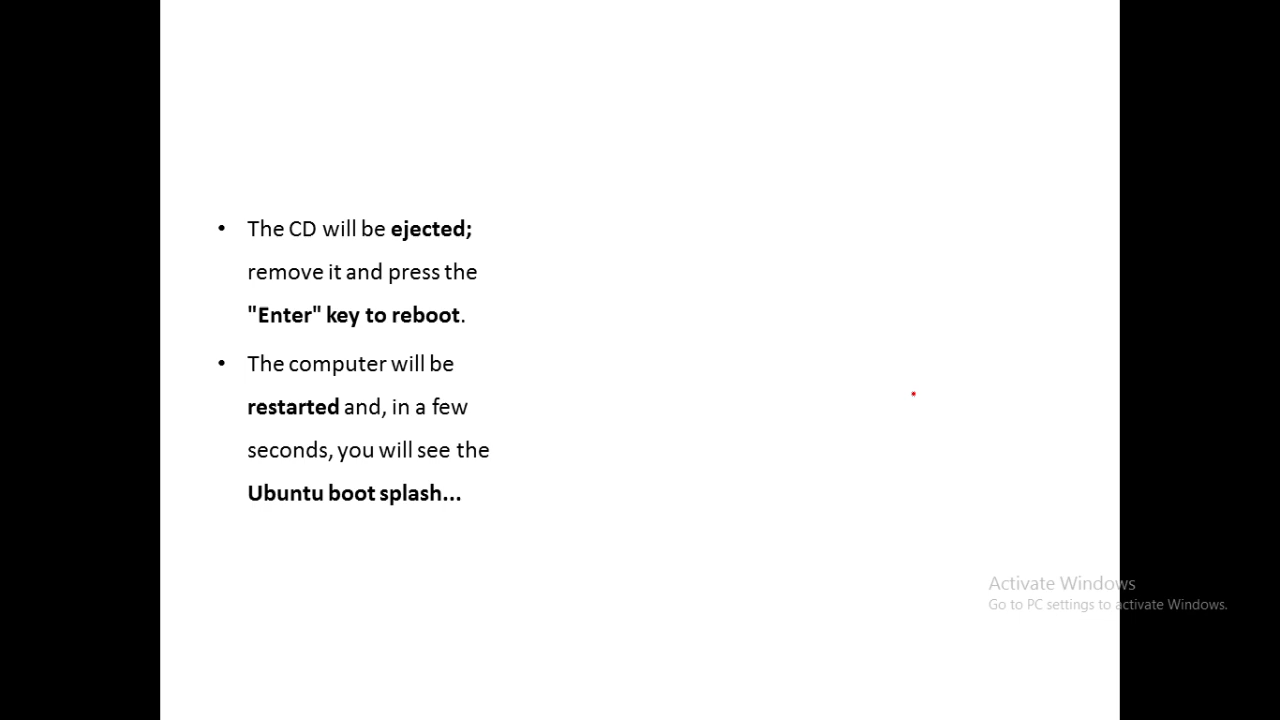 • The CD will be ejected;
remove it and press the
"Enter" key to reboot.
• The computer will be
restarted and, in a few
seconds, you will see the
Ubuntu boot splash...
Activate Windows
Go to PC settings to activate Windows.